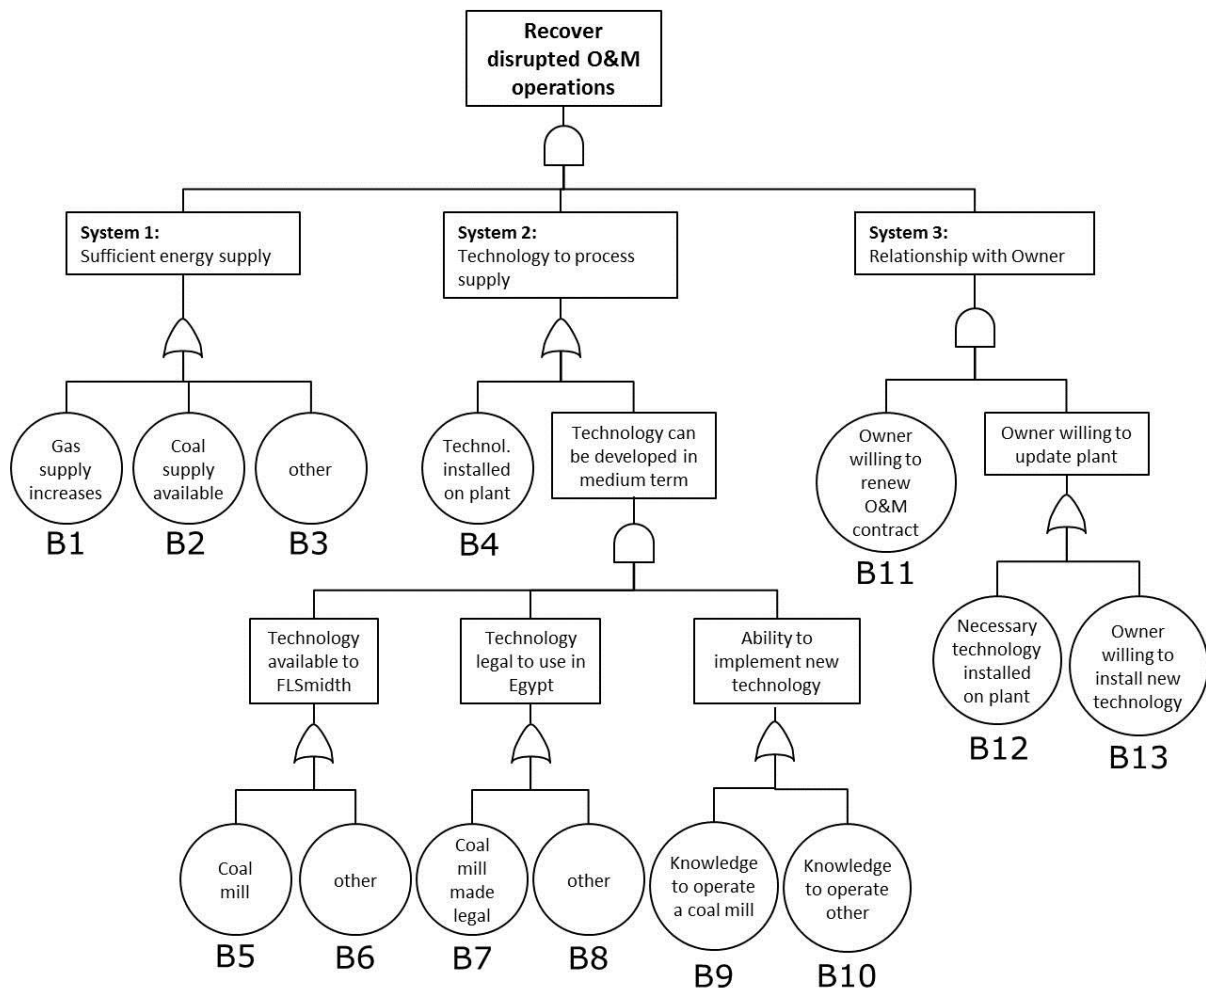 Recover
disrupted O&M
operations
System 1:
Sufficient energy supply
System 2:
Technology to process
supply
System 3:
Relationship with Owner
Gas
supply
increases
B1
Coal
supply
available
B2
other
B3
Technol.
installed
on plant
B4
Technology can
be developed in
medium term
Owner
willing to
renew
O&M
contract
B11
Owner willing to
update plant
Necessary
technology
installed
on plant
B12
Owner
willing to
install new
technology
B13
Technology
available to
FLSmidth
Technology
legal to use in
Egypt
Ability to
implement new
technology
Coal
mill
B5
other
B6
Coal
mill
made
legal
B7
other
B8
Knowledge
to operate
a coal mill
B9
Knowledge
to operate
other
B10